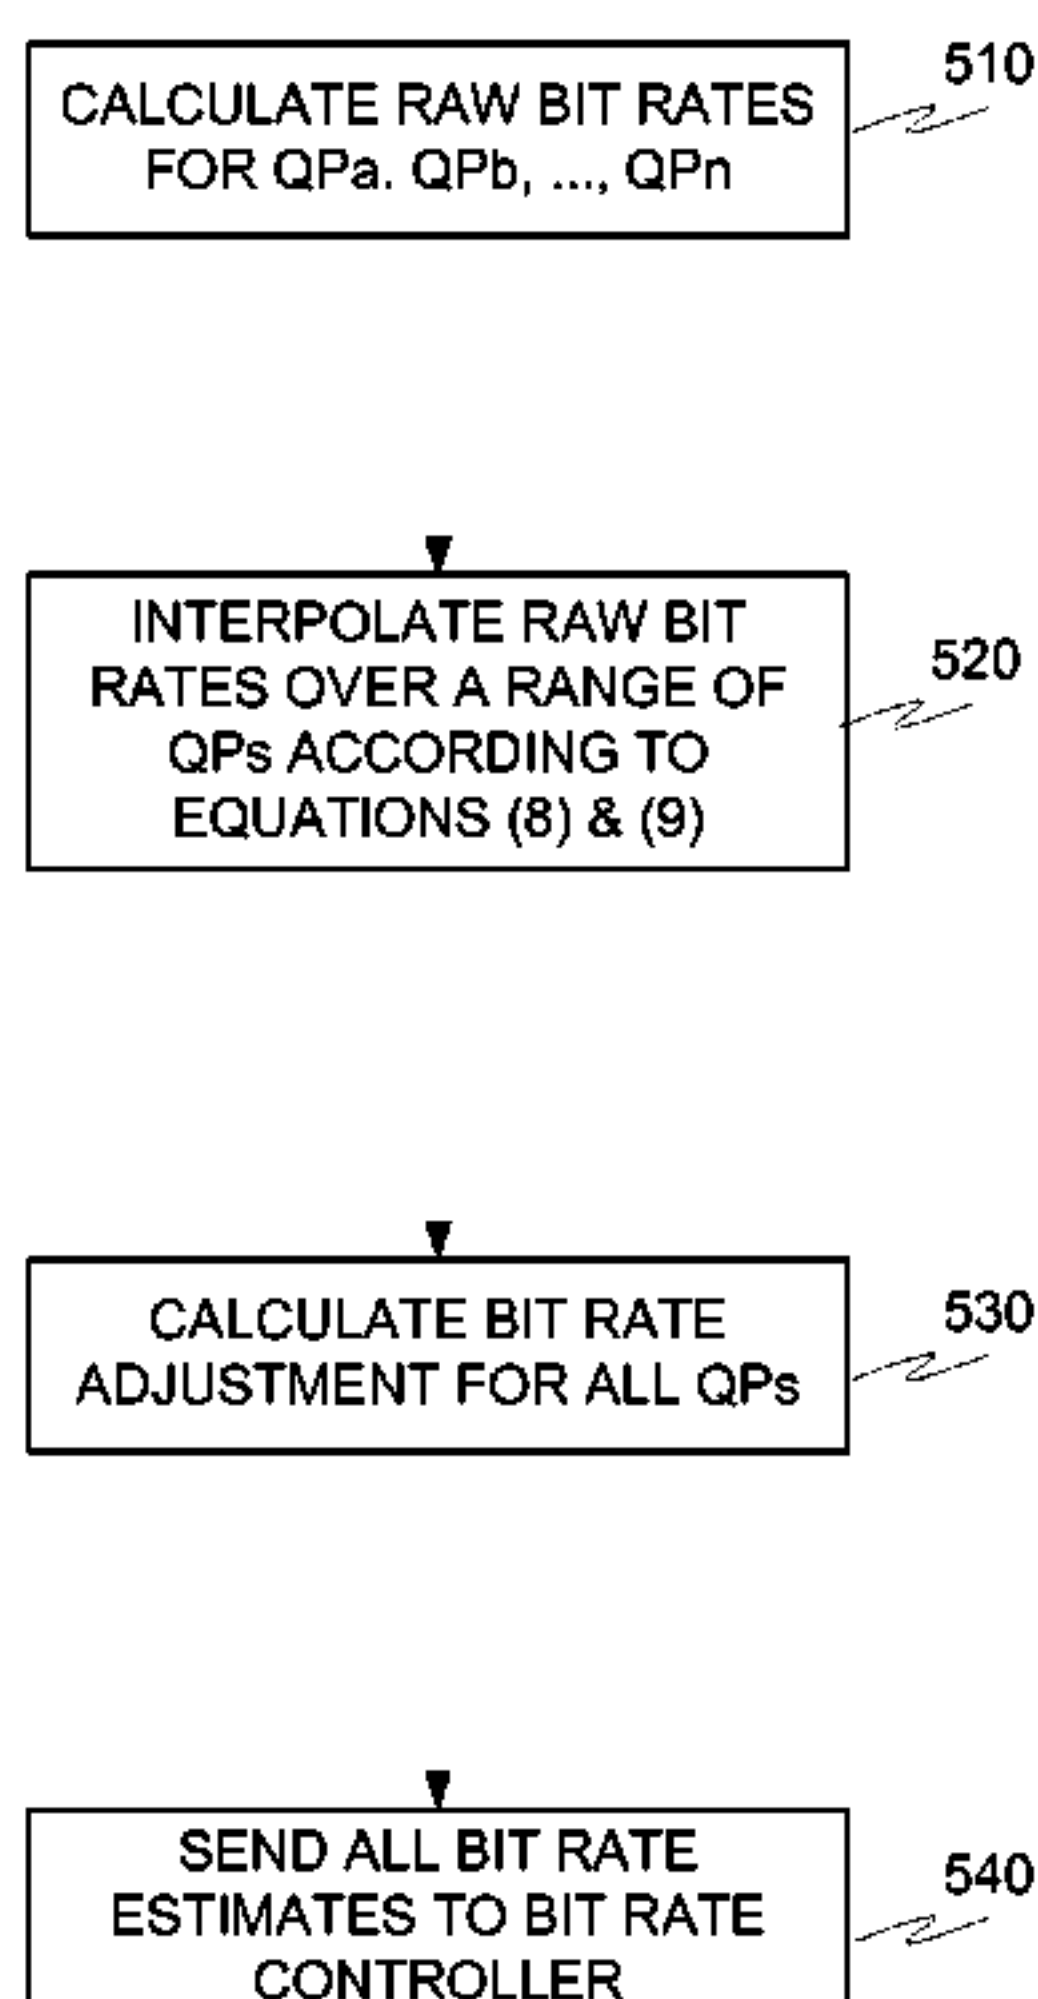 510
CALCULATE RAW BIT RATES
FOR QPa. QPb, ..., QPn
INTERPOLATE RAW BIT
RATES OVER A RANGE OF
QPs ACCORDING TO
EQUATIONS (8) & (9)
520
CALCULATE BIT RATE
ADJUSTMENT FOR ALL QPs
530
SEND ALL BIT RATE
ESTIMATES TO BIT RATE
CONTROLLER
540